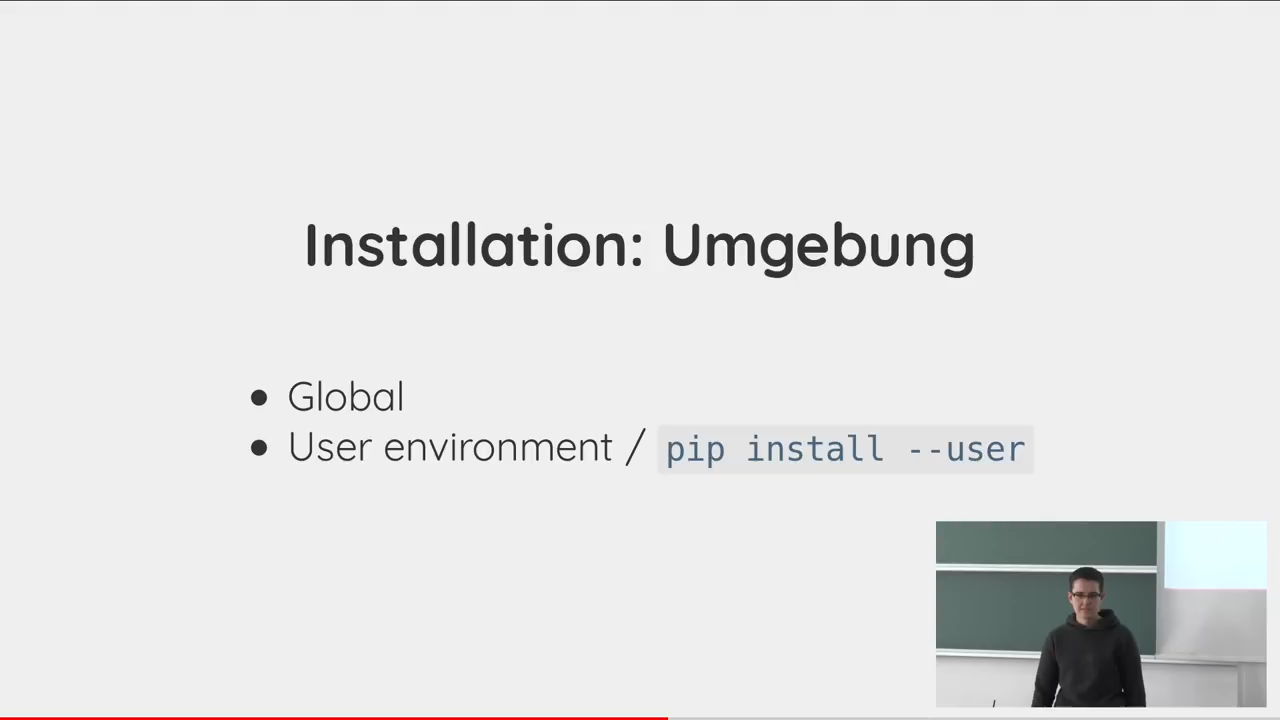 Installation: Umgebung
Global
User environment / pip install --user